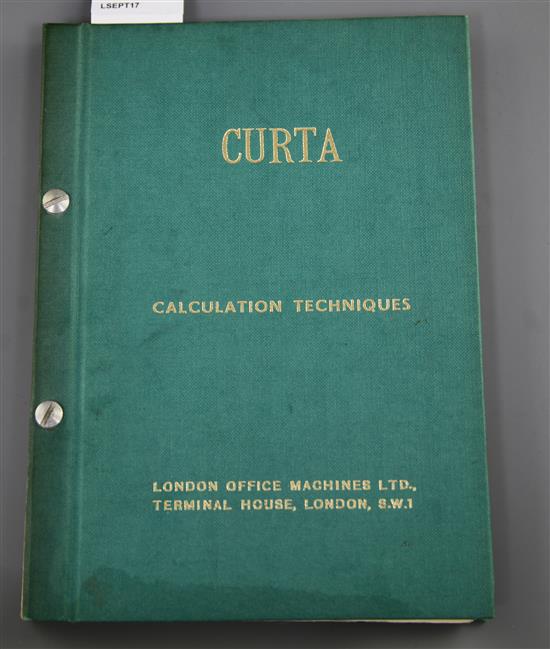 LSEPT17
CURTA
CALCULATION TECHNIQUES
LONDON OFFICE MACHINES LTD.,
TERMINAL HOUSE, LONDON, S.W.1